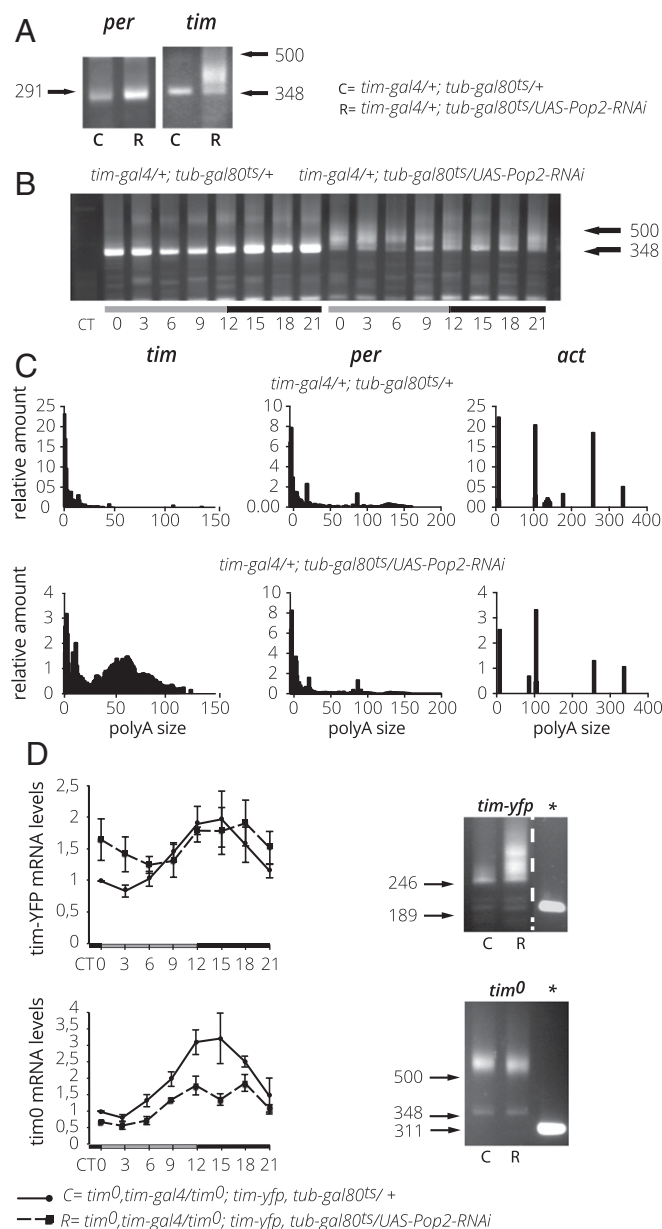 A
per tim
500
291
348
C R C R
C= tim-gal4/+; tub-gal80ts/+
R= tim-gal4/+; tub-gal80ts/UAS-Pop2-RNAi
B
tim-gal4/+; tub-gal80ts/+ tim-gal4/+; tub-gal80ts/UAS-Pop2-RNAi
500
348
CT 0 3 6 9 12 15 18 21 0 3 6 9 12 15 18 21
C
tim per act
tim-gal4/+; tub-gal80ts/+
relative amount
25
20
15
10
05
0
0 50 100 150
10
8
6
4
2
0.00
0 50 100 150 200
25
20
15
10
05
0
0 100 200 300 400
tim-gal4/+; tub-gal80ts/UAS-Pop2-RNAi
relative amount
4
3
2
1
0
0 50 100 150
polyA size
10
8
6
4
2
0
0 50 100 150 200
polyA size
4
3
2
1
0
0 100 200 300 400
polyA size
D
tim-YFP mRNA levels
2,5
2
1,5
1
0,5
0
CT0 3 6 9 12 15 18 21
tim-yfp *
246
189
C R
tim0 mRNA levels
4
3,5
3
2,5
2
1,5
1
0,5
0
CT0 3 6 9 12 15 18 21
tim0 *
500
348
311
C R
C= tim0,tim-gal4/tim0; tim-yfp, tub-gal80ts/ +
R= tim0,tim-gal4/tim0; tim-yfp, tub-gal80ts/UAS-Pop2-RNAi